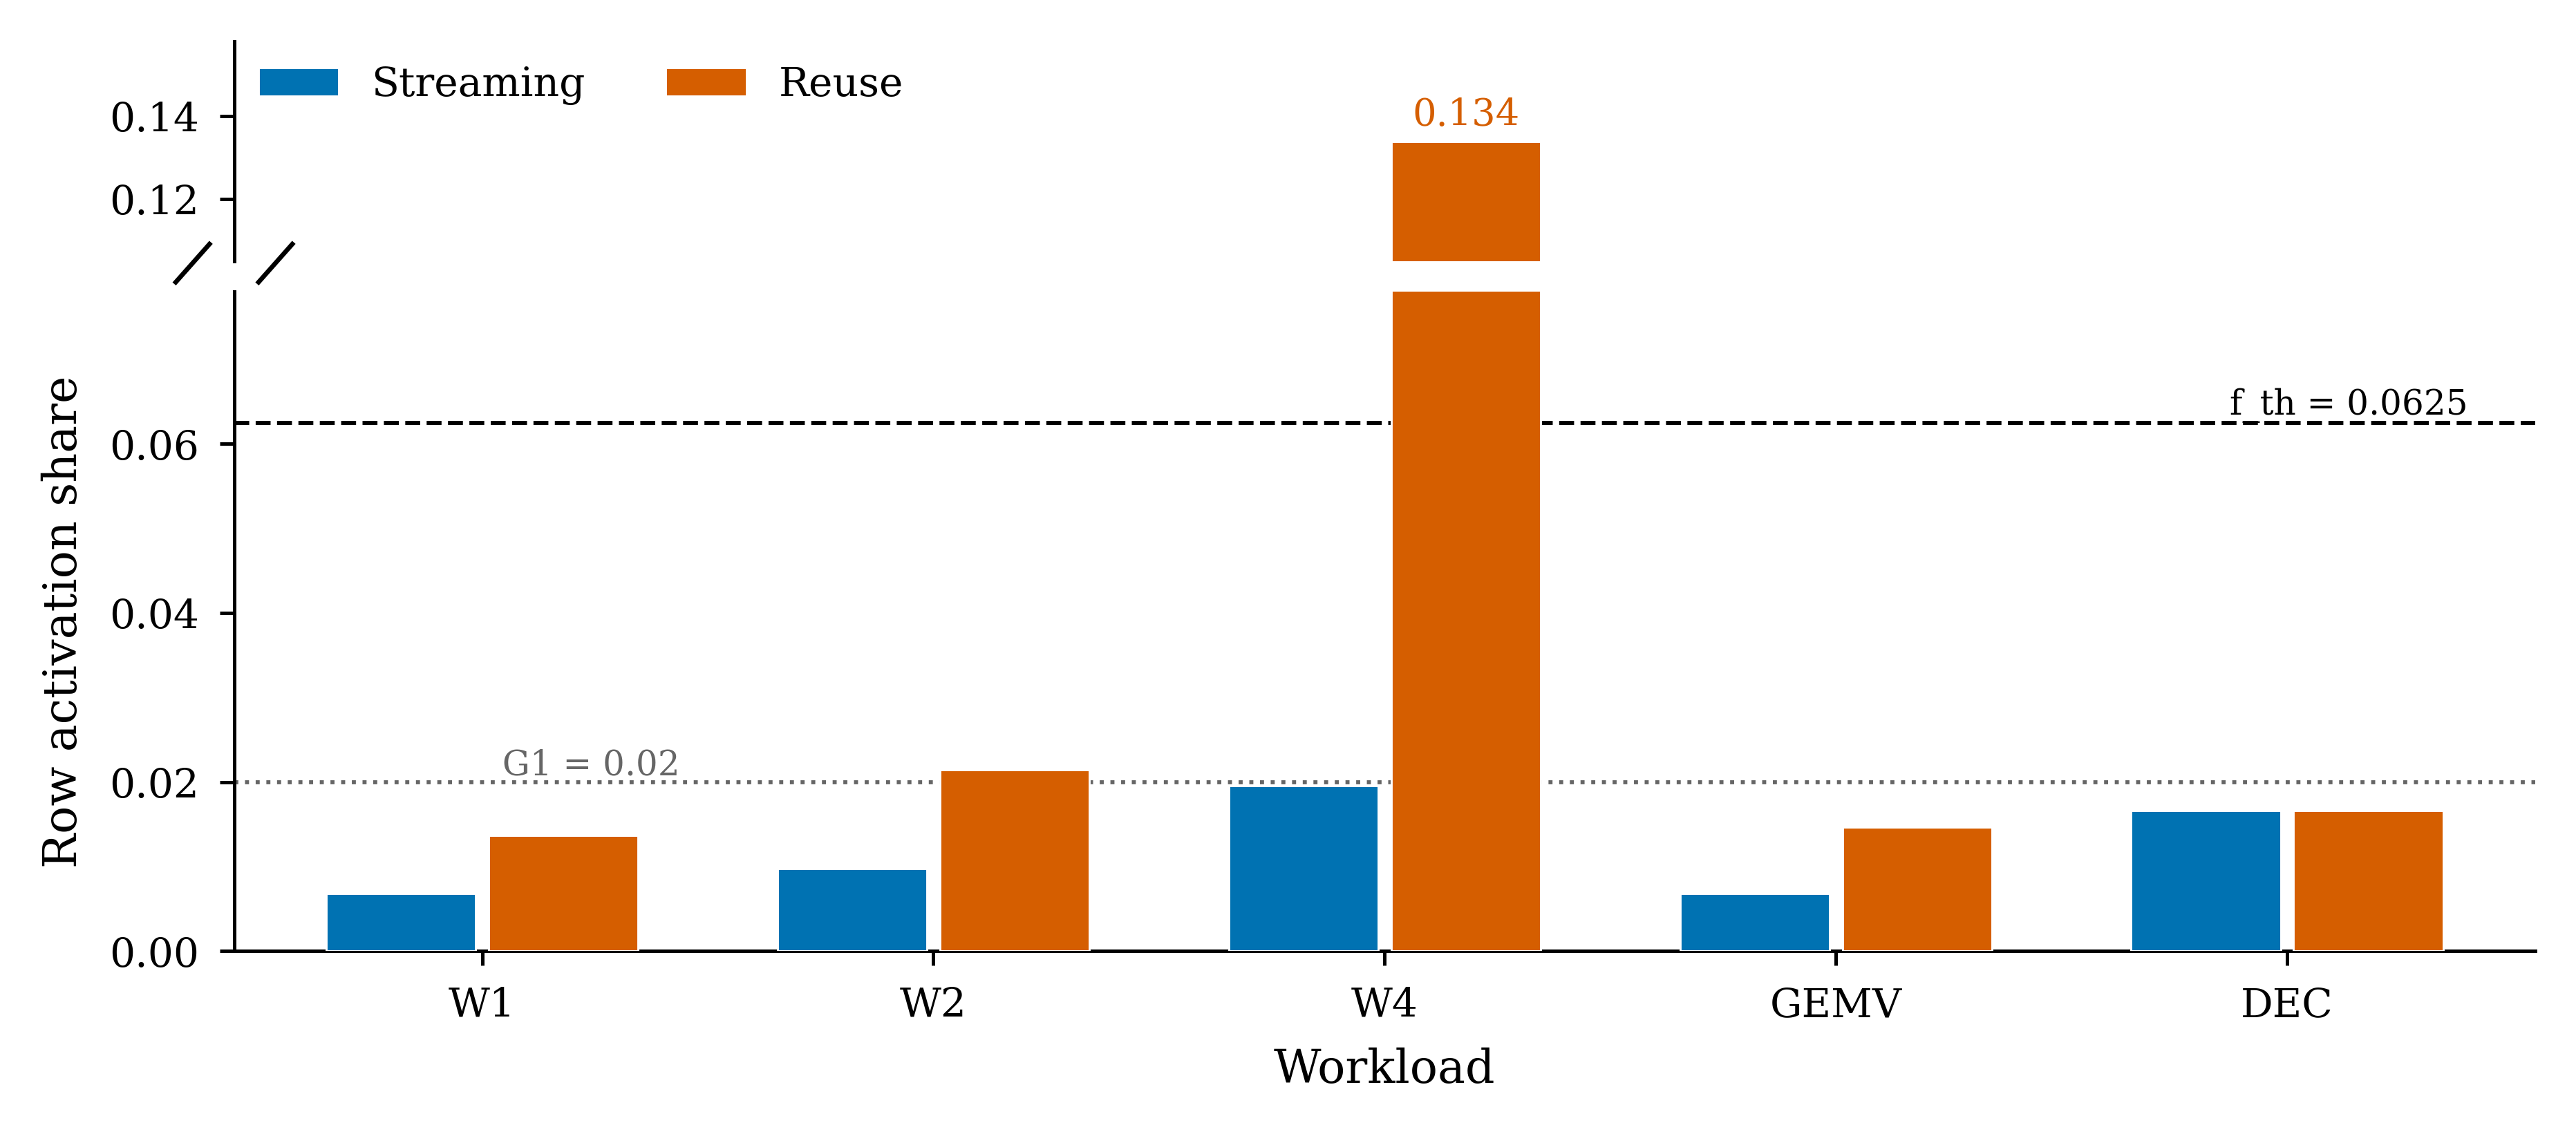 Streaming
Reuse
0.134
0.14
0.12
f_th = 0.0625
0.06
0.04
G1 = 0.02
0.02
0.00
Row activation share
W1
W2
W4
GEMV
DEC
Workload